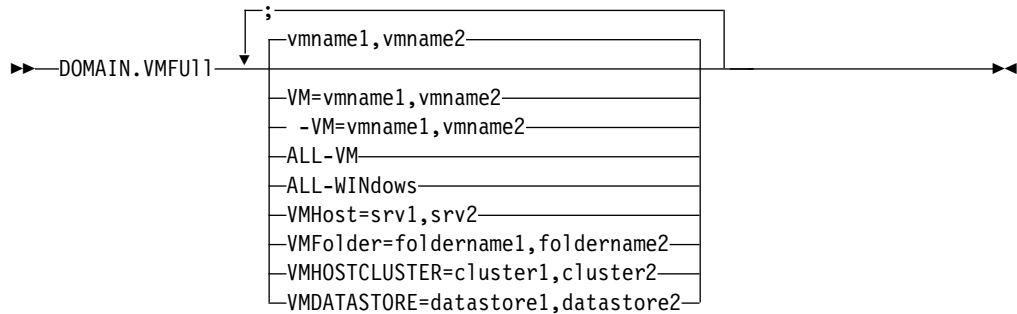 ;
vmname1,vmname2
DOMAIN.VMFUll
VM=vmname1,vmname2
-VM=vmname1,vmname2
ALL-VM
ALL-WINdows
VMHost=srv1,srv2
VMFolder=foldername1,foldername2
VMHOSTCLUSTER=cluster1,cluster2
VMDATASTORE=datastore1,datastore2